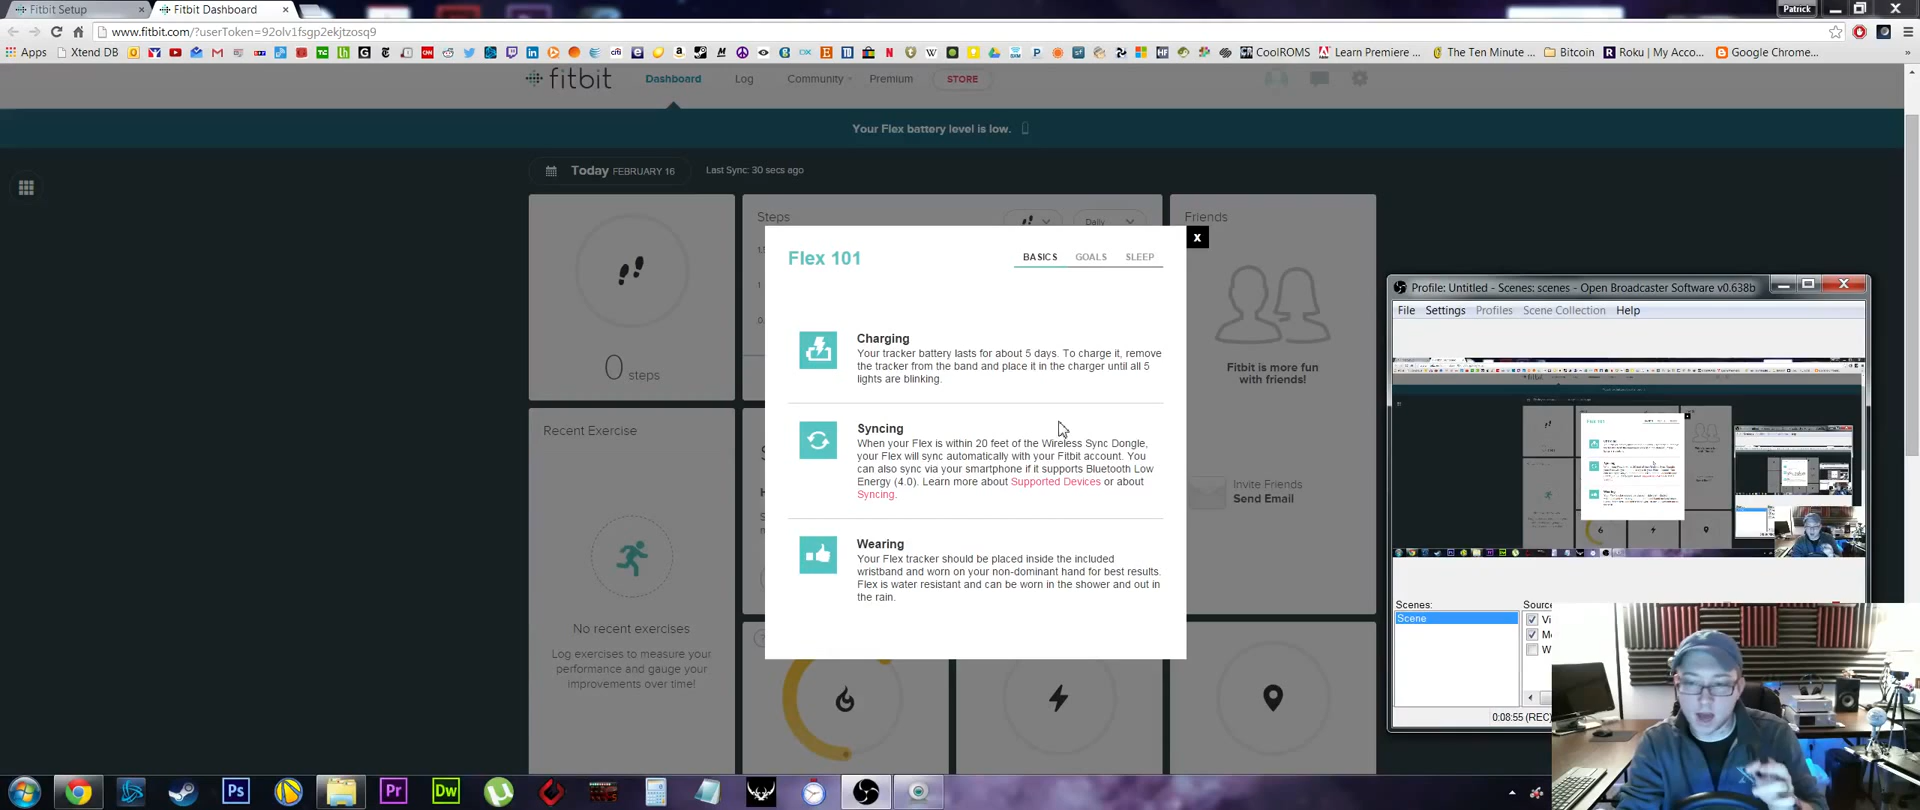 Fitbit Setup
Fitbit Dashboard
Patrick
www.fitbit.com/?userToken=92olv1fsgp2ekjtzosq9
Apps
Xtend DB
CoolROMS
Learn Premiere ...
The Ten Minute ...
Bitcoin
Roku | My Acco...
Google Chrome...
fitbit
Dashboard
Log
Community
Premium
STORE
Your Flex battery level is low.
Today FEBRUARY 16
Last Sync: 30 secs ago
Steps
Daily
Friends
0 steps
Flex 101
BASICS
GOALS
SLEEP
X
Charging
Your tracker battery lasts for about 5 days. To charge it, remove
the tracker from the band and place it in the charger until all 5
lights are blinking.
Syncing
When your Flex is within 20 feet of the Wireless Sync Dongle,
your Flex will sync automatically with your Fitbit account. You
can also sync via your smartphone if it supports Bluetooth Low
Energy (4.0). Learn more about Supported Devices or about
Syncing.
Wearing
Your Flex tracker should be placed inside the included
wristband and worn on your non-dominant hand for best results.
Flex is water resistant and can be worn in the shower and out in
the rain.
Fitbit is more fun
with friends!
Invite Friends
Send Email
Recent Exercise
No recent exercises
Log exercises to measure your
performance and gauge your
improvements over time!
Profile: Untitled - Scenes: scenes - Open Broadcaster Software v0.638b
File
Settings
Profiles
Scene Collection
Help
Scenes:
Scene
Sourc
Vi
M
W
0:08:55 (REC)
Ps
Pr
Dw